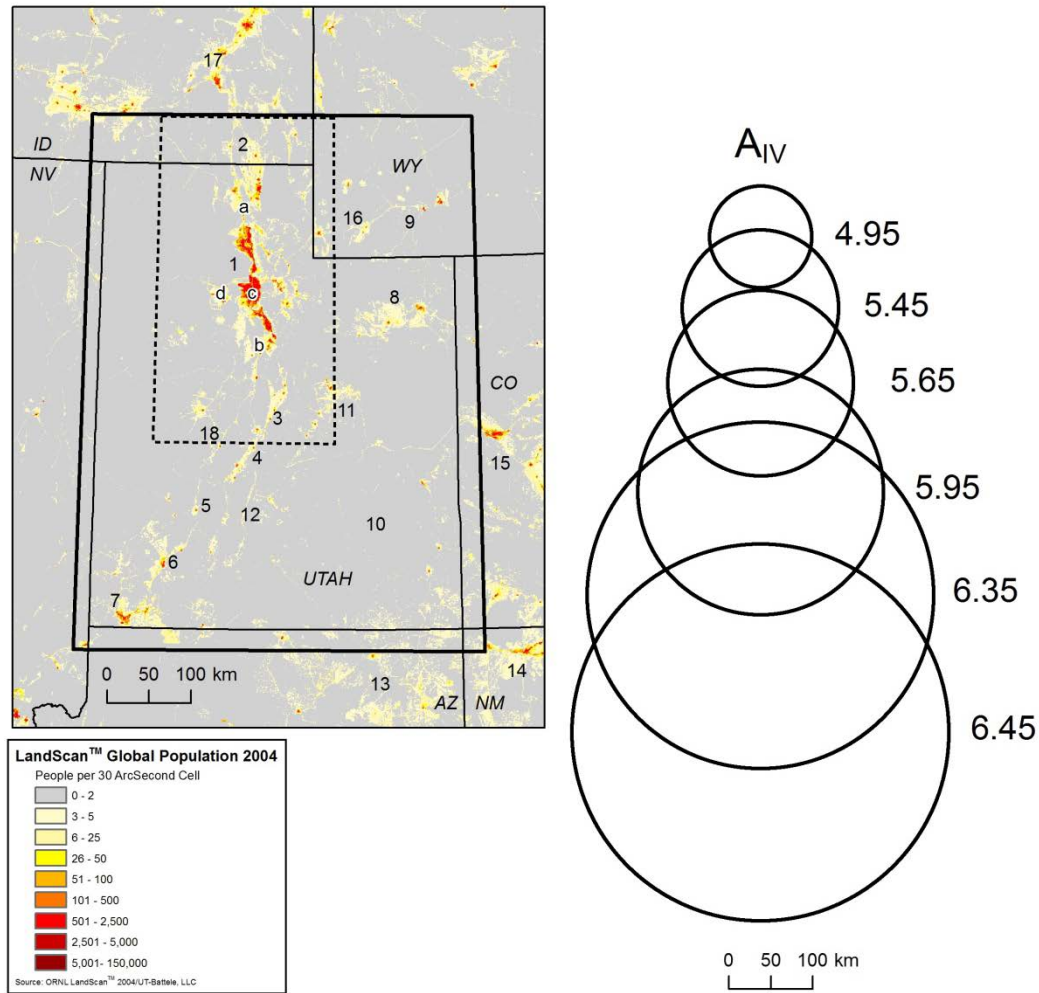 17
ID
NV
2
WY
a
16
9
1
d
c
8
b
CO
3
11
18
4
15
5
12
10
6
UTAH
7
0 50 100 km
13
14
AZ
NM
LandScan™ Global Population 2004
People per 30 ArcSecond Cell
0 - 2
3 - 5
6 - 25
26 - 50
51 - 100
101 - 500
501 - 2,500
2,501 - 5,000
5,001- 150,000
Source: ORNL LandScan™ 2004/UT-Battele, LLC
A_IV
4.95
5.45
5.65
5.95
6.35
6.45
0 50 100 km